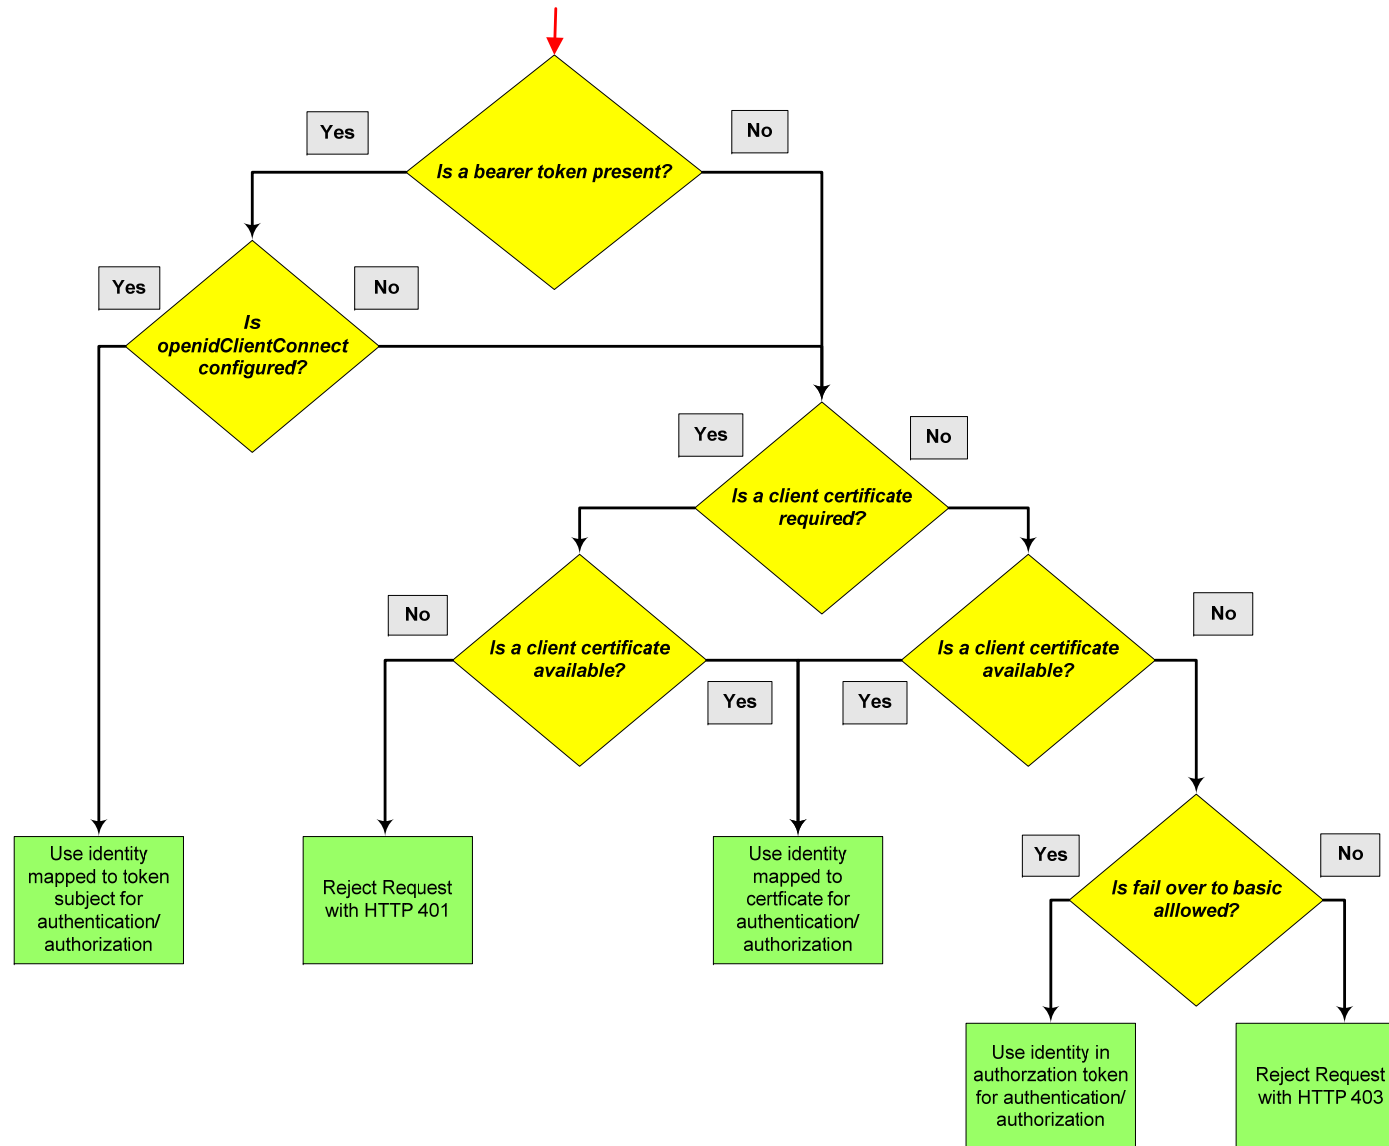 Yes
No
Is a bearer token present?
Yes
No
Is
openidClientConnect
configured?
Yes
No
Is a client certificate
required?
No
Is a client certificate
available?
Yes
Yes
Is a client certificate
available?
No
Use identity
mapped to token
subject for
authentication/
authorization
Reject Request
with HTTP 401
Use identity
mapped to
certficate for
authentication/
authorization
Yes
No
Is fail over to basic
alllowed?
Use identity in
authorzation token
for authentication/
authorization
Reject Request
with HTTP 403